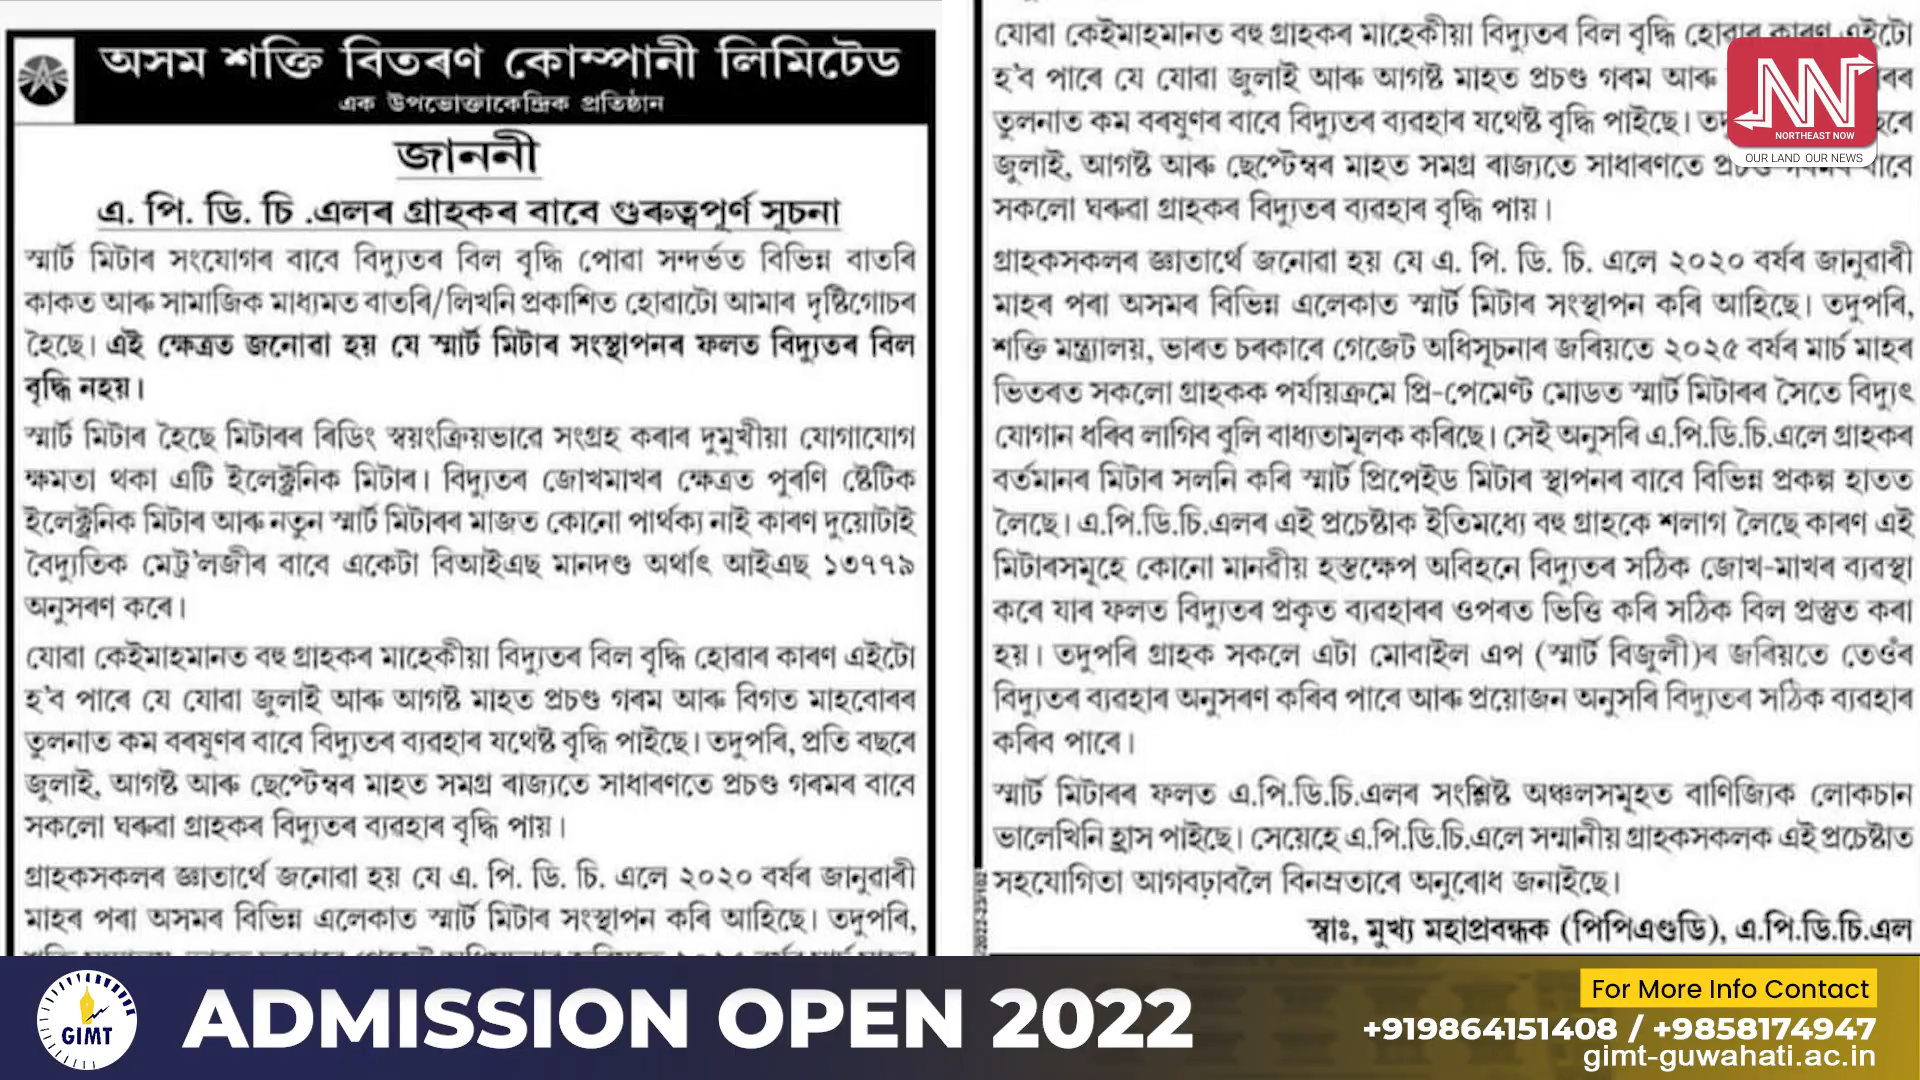 অসম শক্তি বিতৰণ কোম্পানী লিমিটেড
এক উপভোক্তাকেন্দ্ৰিক প্ৰতিষ্ঠান
জাননী
এ. পি. ডি. চি .এলৰ গ্ৰাহকৰ বাবে গুৰুত্বপূৰ্ণ সূচনা
স্মাৰ্ট মিটাৰ সংযোগৰ বাবে বিদ্যুতৰ বিল বৃদ্ধি পোৱা সন্দৰ্ভত বিভিন্ন বাতৰি
কাকত আৰু সামাজিক মাধ্যমত বাতৰি/লিখনি প্ৰকাশিত হোৱাটো আমাৰ দৃষ্টিগোচৰ
হৈছে। এই ক্ষেত্ৰত জনোৱা হয় যে স্মাৰ্ট মিটাৰ সংস্থাপনৰ ফলত বিদ্যুতৰ বিল
বৃদ্ধি নহয়।
স্মাৰ্ট মিটাৰ হৈছে মিটাৰৰ ৰিডিং স্বয়ংক্ৰিয়ভাৱে সংগ্ৰহ কৰাৰ দুমুখীয়া যোগাযোগ
ক্ষমতা থকা এটি ইলেক্ট্ৰনিক মিটাৰ। বিদ্যুতৰ জোখমাখৰ ক্ষেত্ৰত পুৰণি ষ্টেটিক
ইলেক্ট্ৰনিক মিটাৰ আৰু নতুন স্মাৰ্ট মিটাৰৰ মাজত কোনো পাৰ্থক্য নাই কাৰণ দুয়োটাই
বৈদ্যুতিক মেট্ৰ'লজীৰ বাবে একেটা বিআইএছ মানদণ্ড অৰ্থাৎ আইএছ ১৩৭৭৯
অনুসৰণ কৰে।
যোৱা কেইমাহমানত বহু গ্ৰাহকৰ মাহেকীয়া বিদ্যুতৰ বিল বৃদ্ধি হোৱাৰ কাৰণ এইটো
হ'ব পাৰে যে যোৱা জুলাই আৰু আগষ্ট মাহত প্ৰচণ্ড গৰম আৰু বিগত মাহবোৰৰ
তুলনাত কম বৰষুণৰ বাবে বিদ্যুতৰ ব্যৱহাৰ যথেষ্ট বৃদ্ধি পাইছে। তদুপৰি, প্ৰতি বছৰে
জুলাই, আগষ্ট আৰু ছেপ্টেম্বৰ মাহত সমগ্ৰ ৰাজ্যতে সাধাৰণতে প্ৰচণ্ড গৰমৰ বাবে
সকলো ঘৰুৱা গ্ৰাহকৰ বিদ্যুতৰ ব্যৱহাৰ বৃদ্ধি পায়।
গ্ৰাহকসকলৰ জ্ঞাতাৰ্থে জনোৱা হয় যে এ. পি. ডি. চি. এলে ২০২০ বৰ্ষৰ জানুৱাৰী
মাহৰ পৰা অসমৰ বিভিন্ন এলেকাত স্মাৰ্ট মিটাৰ সংস্থাপন কৰি আহিছে। তদুপৰি,
যোৱা কেইমাহমানত বহু গ্ৰাহকৰ মাহেকীয়া বিদ্যুতৰ বিল বৃদ্ধি হোৱাৰ কাৰণ এইটো
হ'ব পাৰে যে যোৱা জুলাই আৰু আগষ্ট মাহত প্ৰচণ্ড গৰম আৰু
তুলনাত কম বৰষুণৰ বাবে বিদ্যুতৰ ব্যৱহাৰ যথেষ্ট বৃদ্ধি পাইছে।
জুলাই, আগষ্ট আৰু ছেপ্টেম্বৰ মাহত সমগ্ৰ ৰাজ্যতে সাধাৰণতে প্ৰচণ্ড গৰমৰ বাবে
সকলো ঘৰুৱা গ্ৰাহকৰ বিদ্যুতৰ ব্যৱহাৰ বৃদ্ধি পায়।
গ্ৰাহকসকলৰ জ্ঞাতাৰ্থে জনোৱা হয় যে এ. পি. ডি. চি. এলে ২০২০ বৰ্ষৰ জানুৱাৰী
মাহৰ পৰা অসমৰ বিভিন্ন এলেকাত স্মাৰ্ট মিটাৰ সংস্থাপন কৰি আহিছে। তদুপৰি,
শক্তি মন্ত্ৰ্যালয়, ভাৰত চৰকাৰে গেজেট অধিসূচনাৰ জৰিয়তে ২০২৫ বৰ্ষৰ মাৰ্চ মাহৰ
ভিতৰত সকলো গ্ৰাহকক পৰ্যায়ক্ৰমে প্ৰি-পেমেণ্ট মোডত স্মাৰ্ট মিটাৰৰ সৈতে বিদ্যুৎ
যোগান ধৰিব লাগিব বুলি বাধ্যতামূলক কৰিছে। সেই অনুসৰি এ.পি.ডি.চি.এলে গ্ৰাহকৰ
বৰ্তমানৰ মিটাৰ সলনি কৰি স্মাৰ্ট প্ৰিপেইড মিটাৰ স্থাপনৰ বাবে বিভিন্ন প্ৰকল্প হাতত
লৈছে। এ.পি.ডি.চি.এলৰ এই প্ৰচেষ্টাক ইতিমধ্যে বহু গ্ৰাহকে শলাগ লৈছে কাৰণ এই
মিটাৰসমূহে কোনো মানৱীয় হস্তক্ষেপ অবিহনে বিদ্যুতৰ সঠিক জোখ-মাখৰ ব্যৱস্থা
কৰে যাৰ ফলত বিদ্যুতৰ প্ৰকৃত ব্যৱহাৰৰ ওপৰত ভিত্তি কৰি সঠিক বিল প্ৰস্তুত কৰা
হয়। তদুপৰি গ্ৰাহক সকলে এটা মোবাইল এপ (স্মাৰ্ট বিজুলী)ৰ জৰিয়তে তেওঁৰ
বিদ্যুতৰ ব্যৱহাৰ অনুসৰণ কৰিব পাৰে আৰু প্ৰয়োজন অনুসৰি বিদ্যুতৰ সঠিক ব্যৱহাৰ
কৰিব পাৰে।
স্মাৰ্ট মিটাৰৰ ফলত এ.পি.ডি.চি.এলৰ সংশ্লিষ্ট অঞ্চলসমূহত বাণিজ্যিক লোকচান
ভালেখিনি হ্ৰাস পাইছে। সেয়েহে এ.পি.ডি.চি.এলে সন্মানীয় গ্ৰাহকসকলক এই প্ৰচেষ্টাত
সহযোগিতা আগবঢ়াবলৈ বিনম্ৰতাৰে অনুৰোধ জনাইছে।
স্বাঃ, মুখ্য মহাপ্ৰবন্ধক (পিপিএণ্ডডি), এ.পি.ডি.চি.এল
NN
NORTHEAST NOW
OUR LAND OUR NEWS
GIMT
ADMISSION OPEN 2022
For More Info Contact
+919864151408 / +9858174947
gimt-guwahati.ac.in